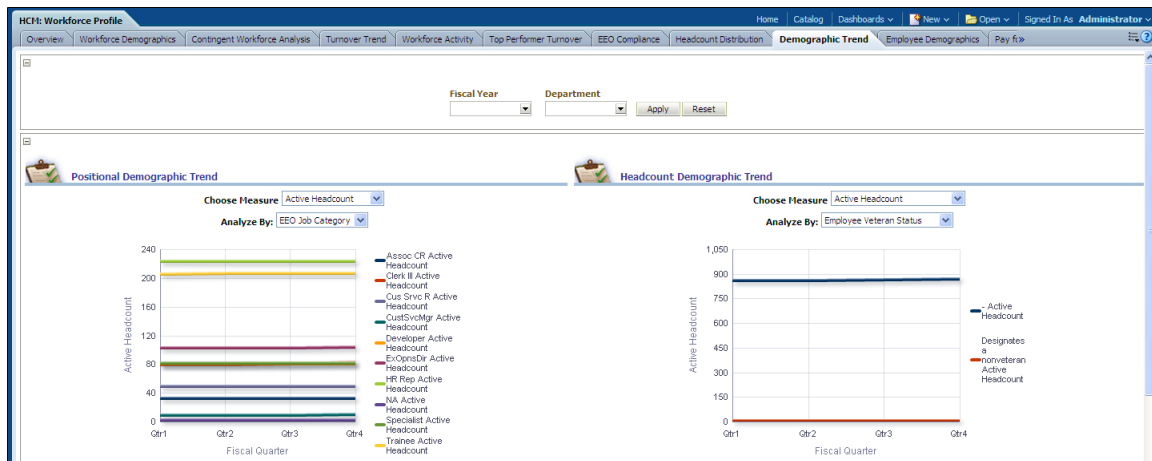 HCM: Workforce Profile
Home Catalog Dashboards New Open Signed In As Administrator
Overview Workforce Demographics Contingent Workforce Analysis Turnover Trend Workforce Activity Top Performer Turnover EEO Compliance Headcount Distribution Demographic Trend Employee Demographics Pay fi»
Fiscal Year Department
Apply Reset
Positional Demographic Trend
Choose Measure Active Headcount
Analyze By: EEO Job Category
240
200
160
120
80
40
0
Active Headcount
Qtr1 Qtr2 Qtr3 Qtr4
Fiscal Quarter
Assoc CR Active
Headcount
Clerk III Active
Headcount
Cus Srvc R Active
Headcount
CustSvcMgr Active
Headcount
Developer Active
Headcount
ExOpnsDir Active
Headcount
HR Rep Active
Headcount
NA Active
Headcount
Specialist Active
Headcount
Trainee Active
Headcount
Headcount Demographic Trend
Choose Measure Active Headcount
Analyze By: Employee Veteran Status
1,050
900
750
600
450
300
150
0
Active Headcount
Qtr1 Qtr2 Qtr3 Qtr4
Fiscal Quarter
- Active
Headcount
Designates
a
nonveteran
Active
Headcount